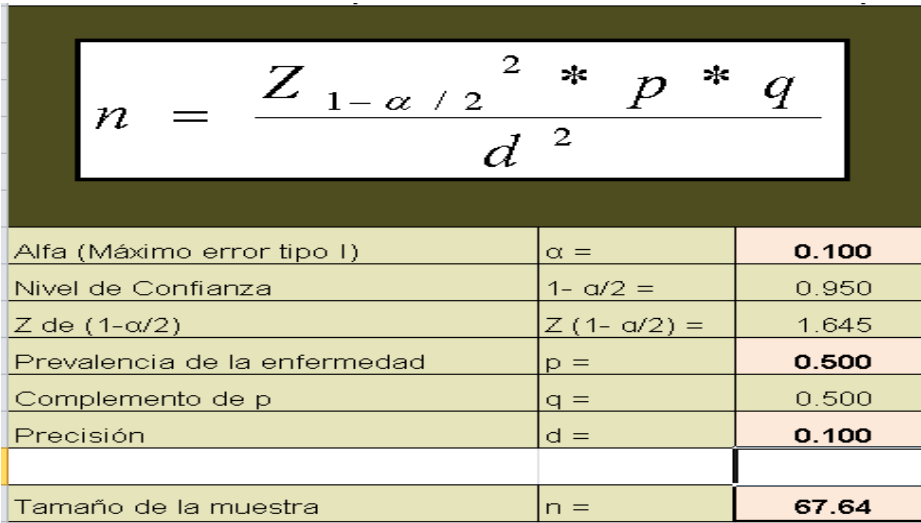 n = Z 1– α / 2 ² * p * q / d ²
Alfa (Máximo error tipo I) α = 0.100
Nivel de Confianza 1- α/2 = 0.950
Z de (1-α/2) Z (1- α/2) = 1.645
Prevalencia de la enfermedad p = 0.500
Complemento de p q = 0.500
Precisión d = 0.100
Tamaño de la muestra n = 67.64